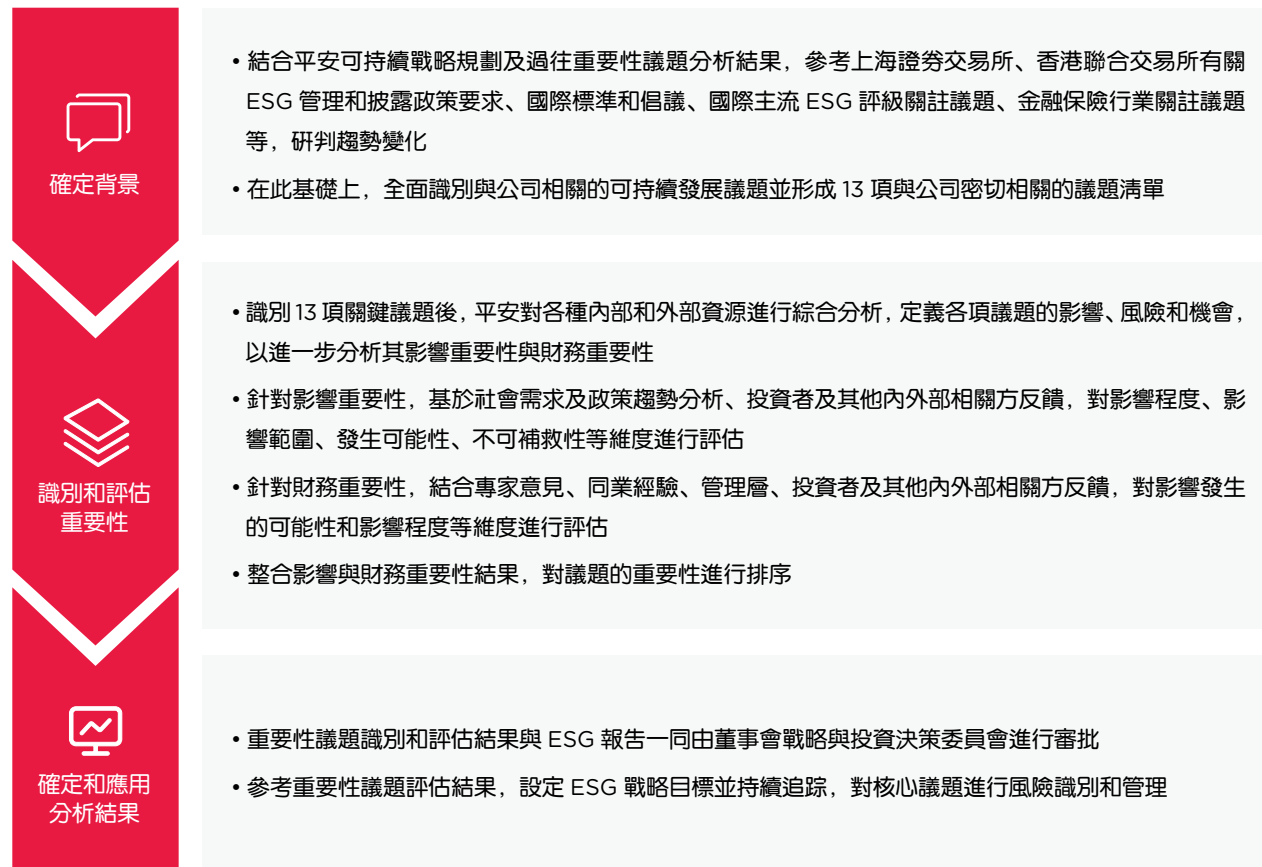 確定背景
• 結合平安可持續戰略規劃及過往重要性議題分析結果，參考上海證券交易所、香港聯合交易所有關
ESG 管理和披露政策要求、國際標準和倡議、國際主流 ESG 評級關註議題、金融保險行業關註議題
等，研判趨勢變化
• 在此基礎上，全面識別與公司相關的可持續發展議題並形成 13 項與公司密切相關的議題清單
識別和評估
重要性
• 識別 13 項關鍵議題後，平安對各種內部和外部資源進行綜合分析，定義各項議題的影響、風險和機會，
以進一步分析其影響重要性與財務重要性
• 針對影響重要性，基於社會需求及政策趨勢分析、投資者及其他內外部相關方反饋，對影響程度、影
響範圍、發生可能性、不可補救性等維度進行評估
• 針對財務重要性，結合專家意見、同業經驗、管理層、投資者及其他內外部相關方反饋，對影響發生
的可能性和影響程度等維度進行評估
• 整合影響與財務重要性結果，對議題的重要性進行排序
確定和應用
分析結果
• 重要性議題識別和評估結果與 ESG 報告一同由董事會戰略與投資決策委員會進行審批
• 參考重要性議題評估結果，設定 ESG 戰略目標並持續追踪，對核心議題進行風險識別和管理